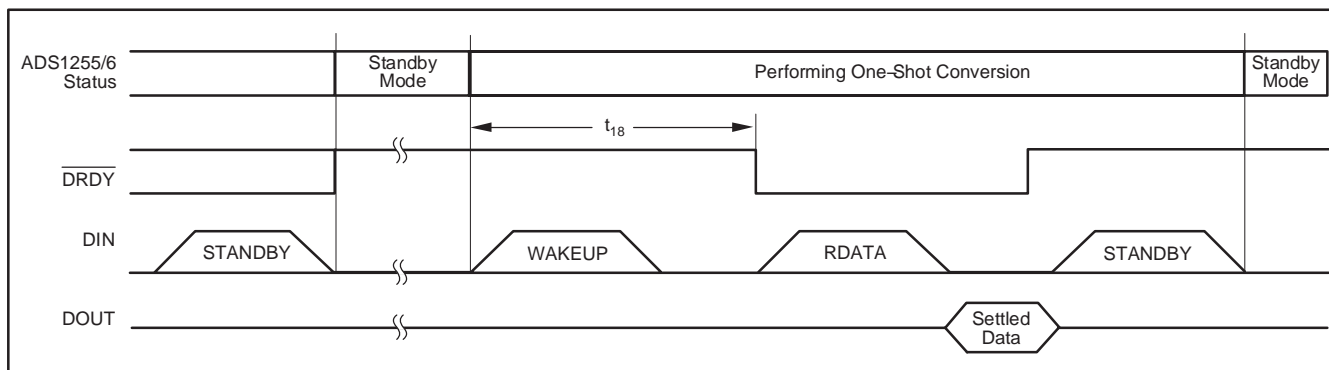 ADS1255/6
Status
Standby
Mode
Performing One–Shot Conversion
Standby
Mode
t18
DRDY
DIN
STANDBY
WAKEUP
RDATA
STANDBY
DOUT
Settled
Data